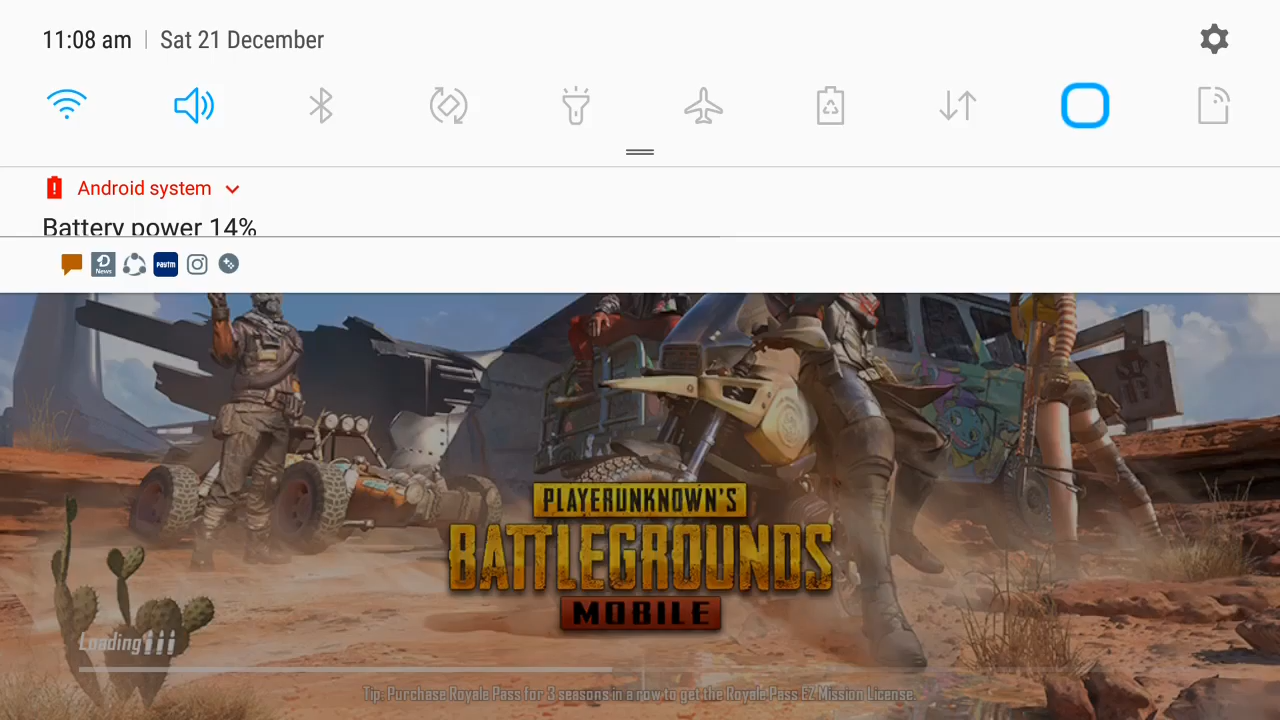 11:08 am | Sat 21 December
Android system
Battery power 14%
D News
paytm
PLAYERUNKNOWN'S
BATTLEGROUNDS
MOBILE
Loading
Tip: Purchase Royale Pass for 3 seasons in a row to get the Royale Pass EZ Mission License.